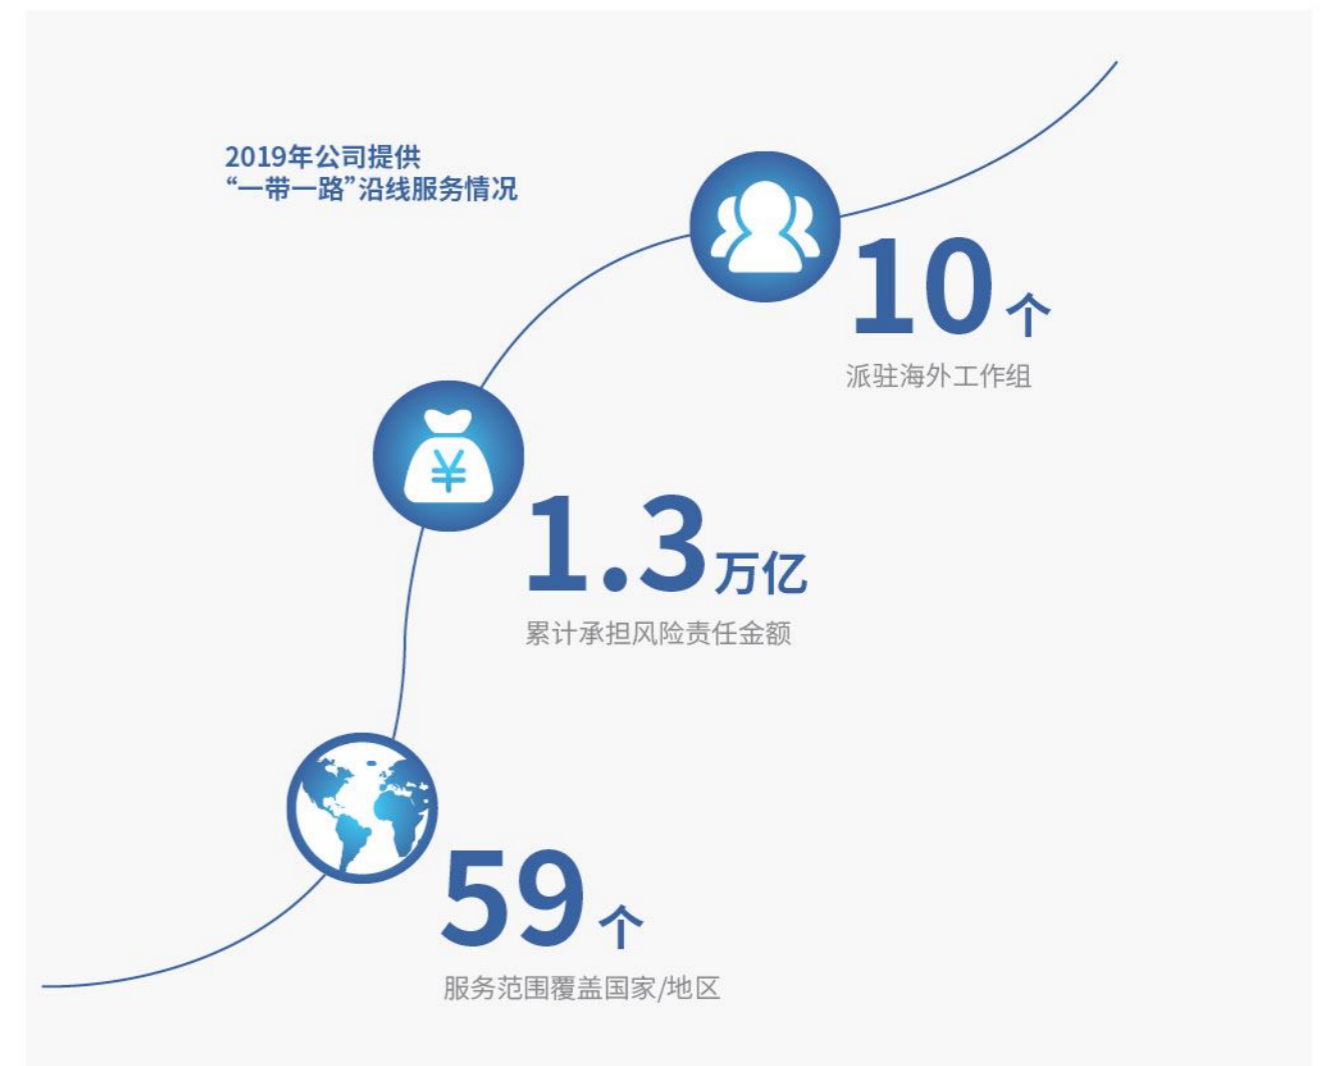 2019年公司提供
“一带一路”沿线服务情况
10个
派驻海外工作组
¥
1.3万亿
累计承担风险责任金额
59个
服务范围覆盖国家/地区